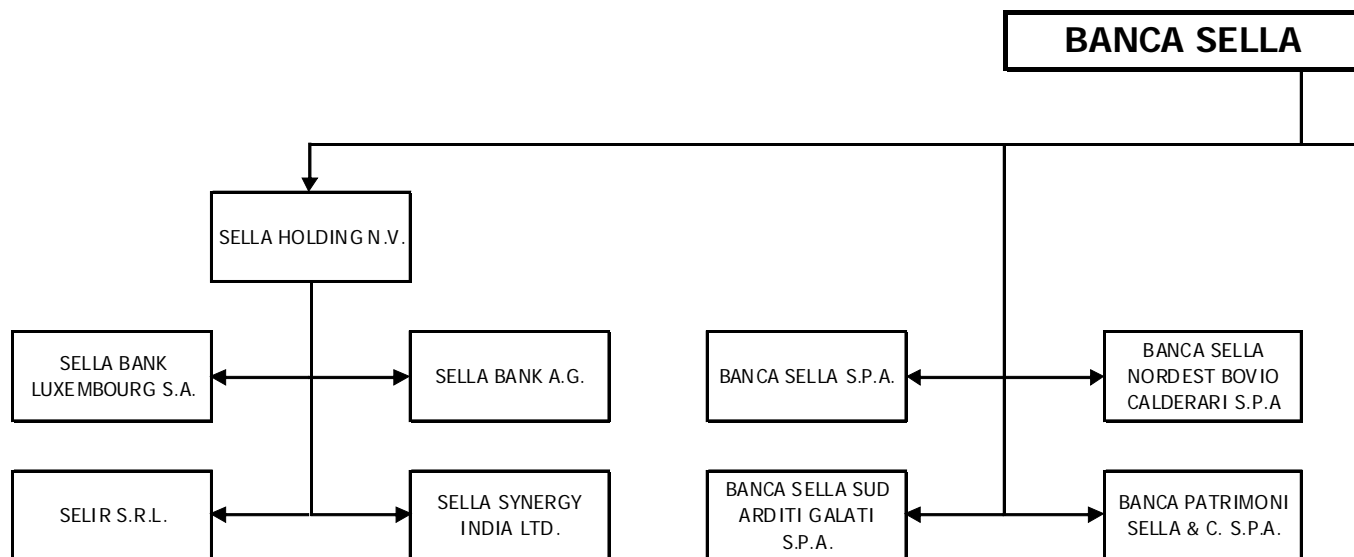 BANCA SELLA
SELLA HOLDING N.V.
SELLA BANK
LUXEMBOURG S.A.
SELLA BANK A.G.
BANCA SELLA S.P.A.
BANCA SELLA
NORDEST BOVIO
CALDERARI S.P.A
SELIR S.R.L.
SELLA SYNERGY
INDIA LTD.
BANCA SELLA SUD
ARDITI GALATI
S.P.A.
BANCA PATRIMONI
SELLA & C. S.P.A.